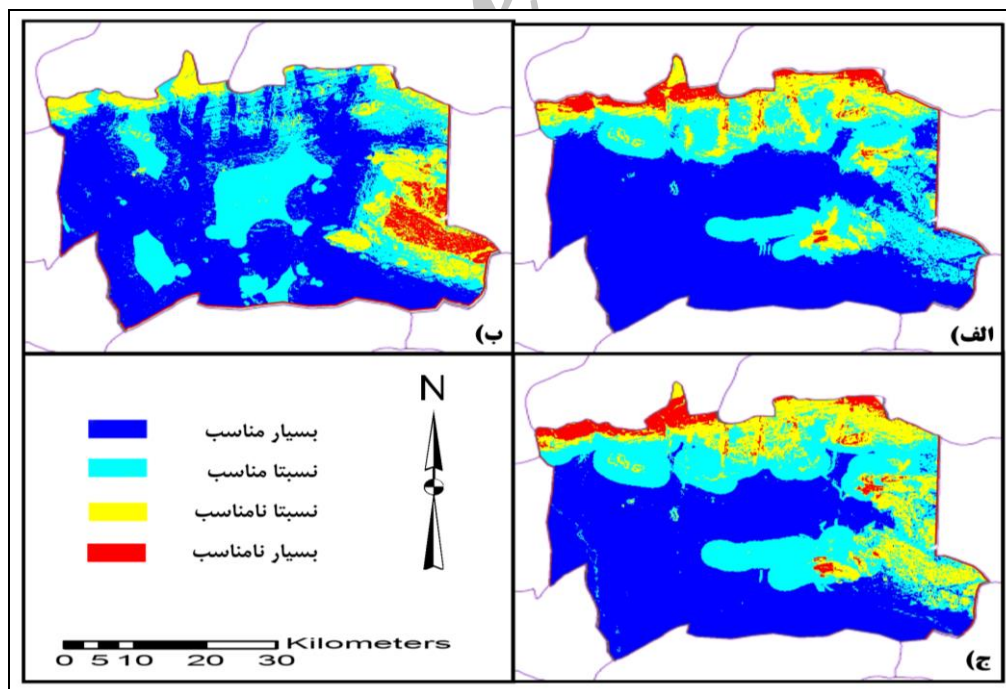 الف)
ب)
ج)
N
بسیار مناسب
نسبتا مناسب
نسبتا نامناسب
بسیار نامناسب
Kilometers
0 5 10 20 30